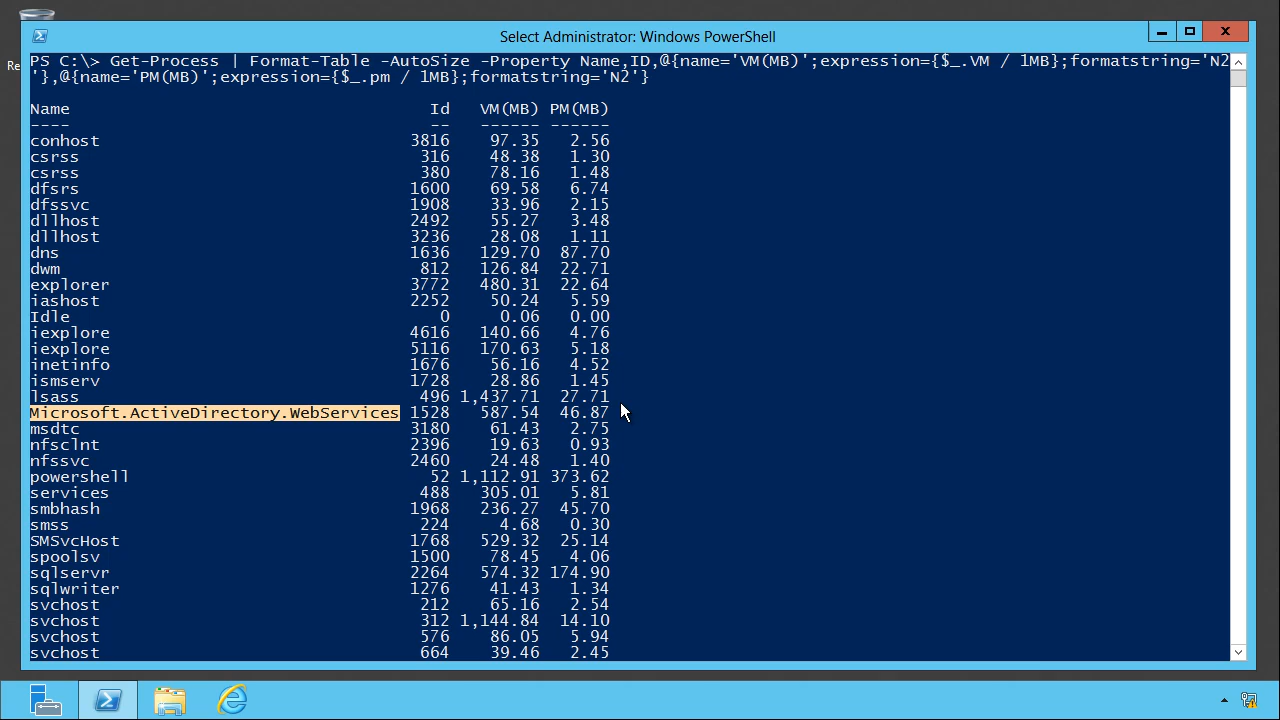 Select Administrator: Windows PowerShell
Re
PS C:\> Get-Process | Format-Table -AutoSize -Property Name,ID,@{name='VM(MB)';expression={$_.VM / 1MB};formatstring='N2
'},@{name='PM(MB)';expression={$_.pm / 1MB};formatstring='N2'}
Name Id VM(MB) PM(MB)
---- -- ------ ------
conhost 3816 97.35 2.56
csrss 316 48.38 1.30
csrss 380 78.16 1.48
dfsrs 1600 69.58 6.74
dfssvc 1908 33.96 2.15
dllhost 2492 55.27 3.48
dllhost 3236 28.08 1.11
dns 1636 129.70 87.70
dwm 812 126.84 22.71
explorer 3772 480.31 22.64
iashost 2252 50.24 5.59
Idle 0 0.06 0.00
iexplore 4616 140.66 4.76
iexplore 5116 170.63 5.18
inetinfo 1676 56.16 4.52
ismserv 1728 28.86 1.45
lsass 496 1,437.71 27.71
Microsoft.ActiveDirectory.WebServices 1528 587.54 46.87
msdtc 3180 61.43 2.75
nfsclnt 2396 19.63 0.93
nfssvc 2460 24.48 1.40
powershell 52 1,112.91 373.62
services 488 305.01 5.81
smbhash 1968 236.27 45.70
smss 224 4.68 0.30
SMSvcHost 1768 529.32 25.14
spoolsv 1500 78.45 4.06
sqlservr 2264 574.32 174.90
sqlwriter 1276 41.43 1.34
svchost 212 65.16 2.54
svchost 312 1,144.84 14.10
svchost 576 86.05 5.94
svchost 664 39.46 2.45